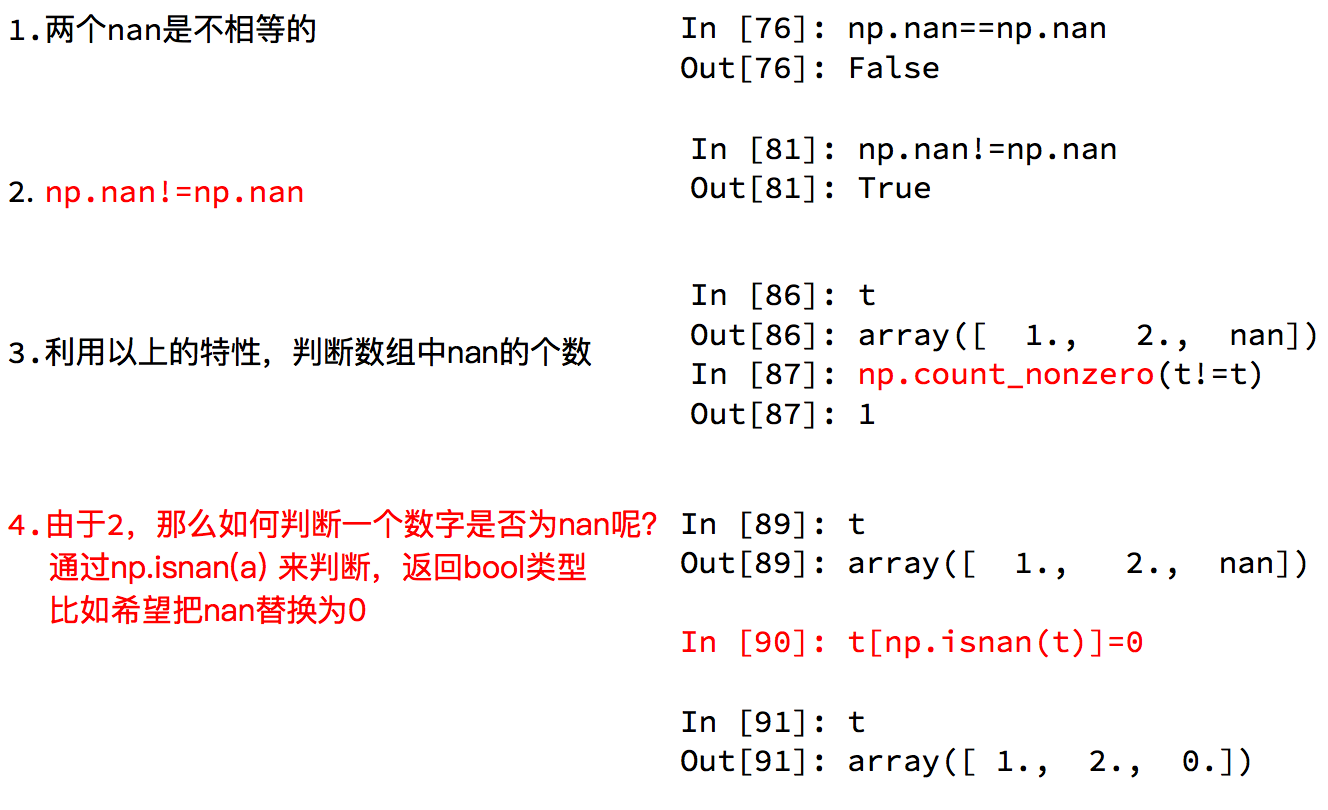 1.两个nan是不相等的
In [76]: np.nan==np.nan
Out[76]: False
2. np.nan!=np.nan
In [81]: np.nan!=np.nan
Out[81]: True
3.利用以上的特性，判断数组中nan的个数
In [86]: t
Out[86]: array([  1.,   2.,  nan])
In [87]: np.count_nonzero(t!=t)
Out[87]: 1
4.由于2，那么如何判断一个数字是否为nan呢?
通过np.isnan(a) 来判断，返回bool类型
比如希望把nan替换为0
In [89]: t
Out[89]: array([  1.,   2.,  nan])
In [90]: t[np.isnan(t)]=0
In [91]: t
Out[91]: array([ 1.,  2.,  0.])